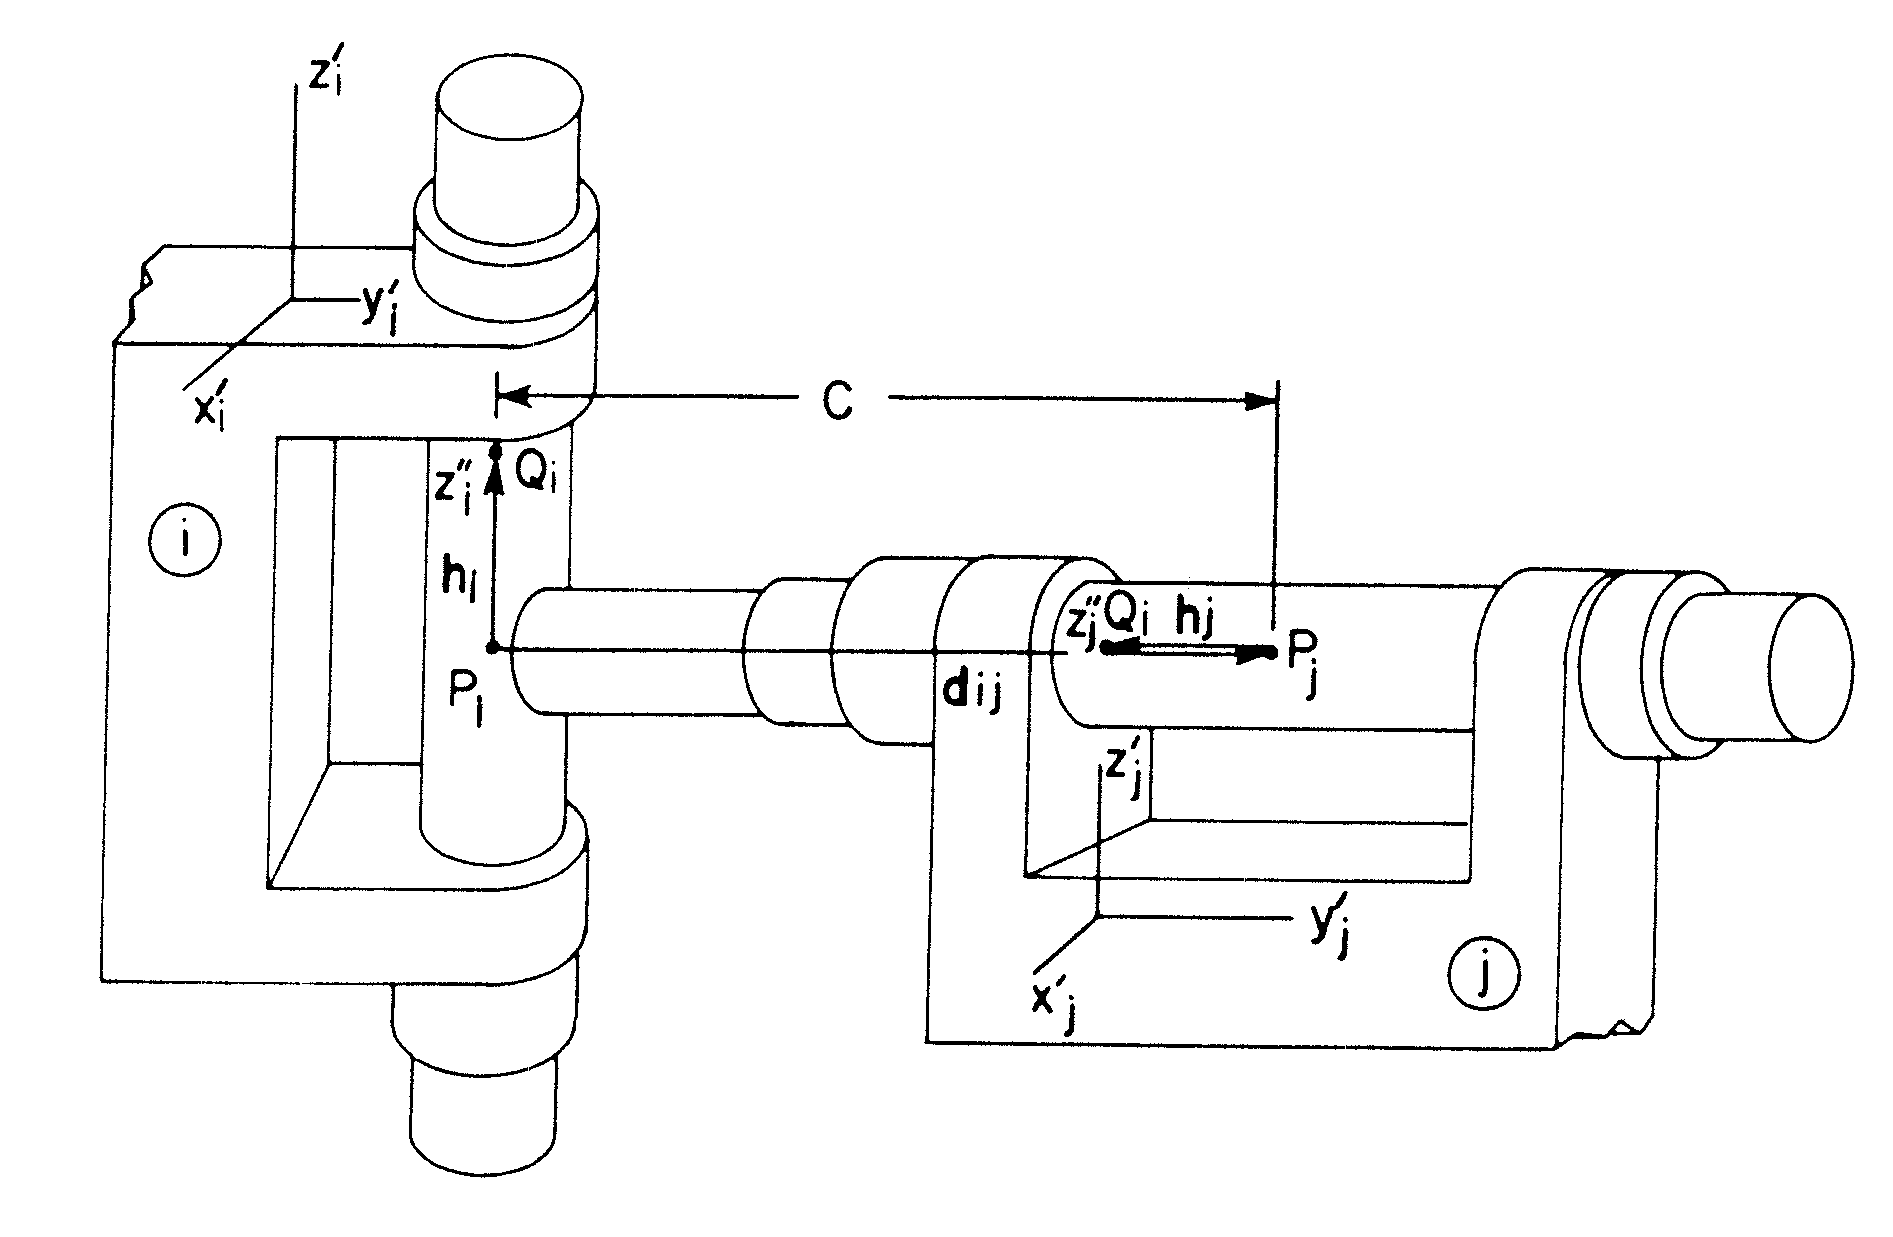 z′i
y′i
x′i
C
z″i Qi
i
hi
z″j Qi hj Pj
Pi
dij
z′j
y′j
x′j
j